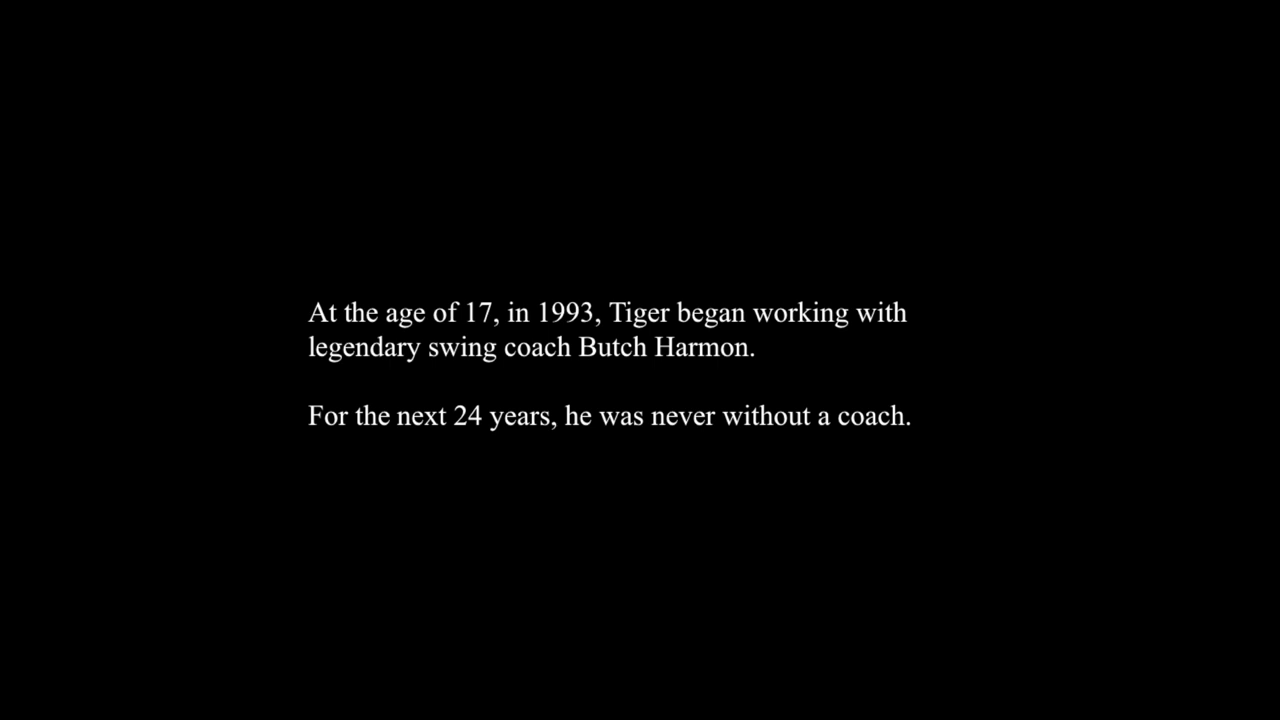 At the age of 17, in 1993, Tiger began working with
legendary swing coach Butch Harmon.
For the next 24 years, he was never without a coach.